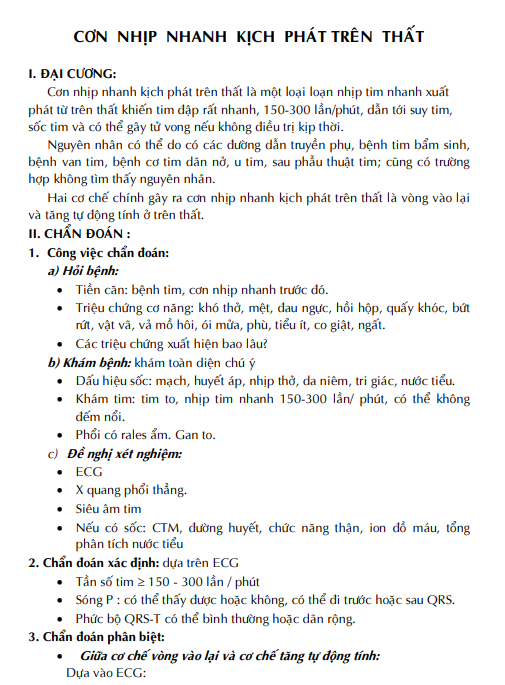 CƠN NHỊP NHANH KỊCH PHÁT TRÊN THẤT
I. ĐẠI CƯƠNG:
Cơn nhịp nhanh kịch phát trên thất là một loại loạn nhịp tim nhanh xuất
phát từ trên thất khiến tim đập rất nhanh, 150-300 lần/phút, dẫn tới suy tim,
sốc tim và có thể gây tử vong nếu không điều trị kịp thời.
Nguyên nhân có thể do có các đường dẫn truyền phụ, bệnh tim bẩm sinh,
bệnh van tim, bệnh cơ tim dãn nở, u tim, sau phẫu thuật tim; cũng có trường
hợp không tìm thấy nguyên nhân.
Hai cơ chế chính gây ra cơn nhịp nhanh kịch phát trên thất là vòng vào lại
và tăng tự động tính ở trên thất.
II. CHẨN ĐOÁN :
1. Công việc chẩn đoán:
a) Hỏi bệnh:
• Tiền căn: bệnh tim, cơn nhịp nhanh trước đó.
• Triệu chứng cơ năng: khó thở, mệt, đau ngực, hồi hộp, quấy khóc, bứt
rứt, vật vã, vả mồ hôi, ói mửa, phù, tiểu ít, co giật, ngất.
• Các triệu chứng xuất hiện bao lâu?
b) Khám bệnh: khám toàn diện chú ý
• Dấu hiệu sốc: mạch, huyết áp, nhịp thở, da niêm, tri giác, nước tiểu.
• Khám tim: tim to, nhịp tim nhanh 150-300 lần/ phút, có thể không
đếm nổi.
• Phổi có rales ẩm. Gan to.
c) Đề nghị xét nghiệm:
• ECG
• X quang phổi thẳng.
• Siêu âm tim
• Nếu có sốc: CTM, đường huyết, chức năng thận, ion đồ máu, tổng
phân tích nước tiểu
2. Chẩn đoán xác định: dựa trên ECG
• Tần số tim ≥ 150 - 300 lần / phút
• Sóng P : có thể thấy được hoặc không, có thể đi trước hoặc sau QRS.
• Phức bộ QRS-T có thể bình thường hoặc dãn rộng.
3. Chẩn đoán phân biệt:
• Giữa cơ chế vòng vào lại và cơ chế tăng tự động tính:
Dựa vào ECG: